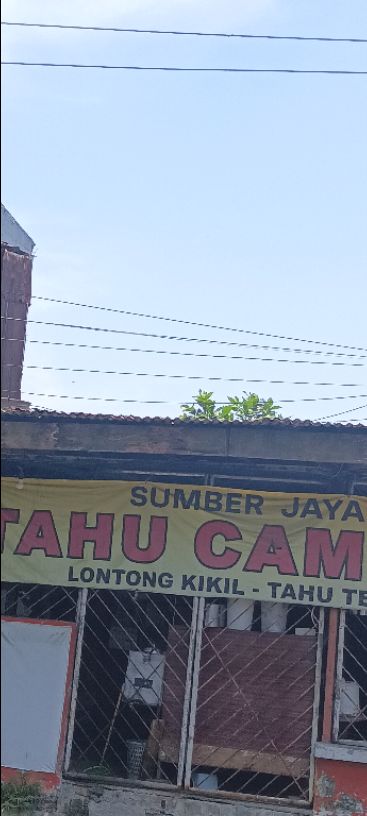 SUMBER JAYA
TAHU CAM
LONTONG KIKIL - TAHU TE